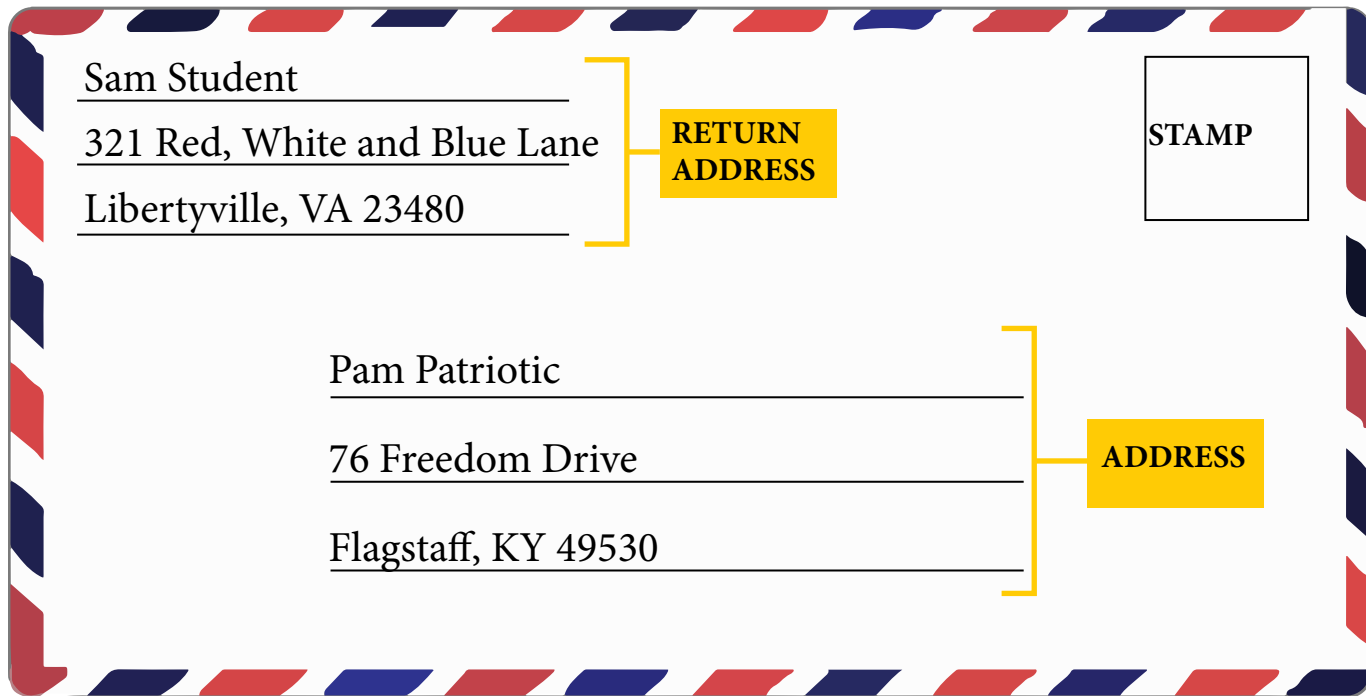 Sam Student
321 Red, White and Blue Lane
Libertyville, VA 23480
RETURN
ADDRESS
STAMP
Pam Patriotic
76 Freedom Drive
Flagstaff, KY 49530
ADDRESS